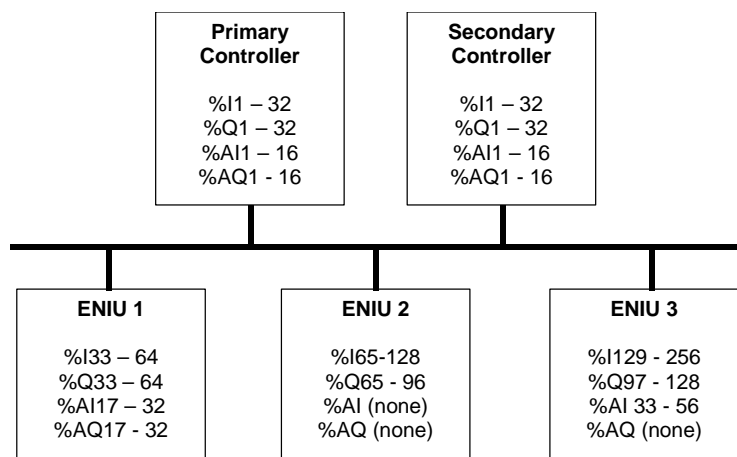 Primary
Controller
%I1 – 32
%Q1 – 32
%AI1 – 16
%AQ1 - 16
Secondary
Controller
%I1 – 32
%Q1 – 32
%AI1 – 16
%AQ1 - 16
ENIU 1
%I33 – 64
%Q33 – 64
%AI17 – 32
%AQ17 - 32
ENIU 2
%I65-128
%Q65 - 96
%AI (none)
%AQ (none)
ENIU 3
%I129 - 256
%Q97 - 128
%AI 33 - 56
%AQ (none)